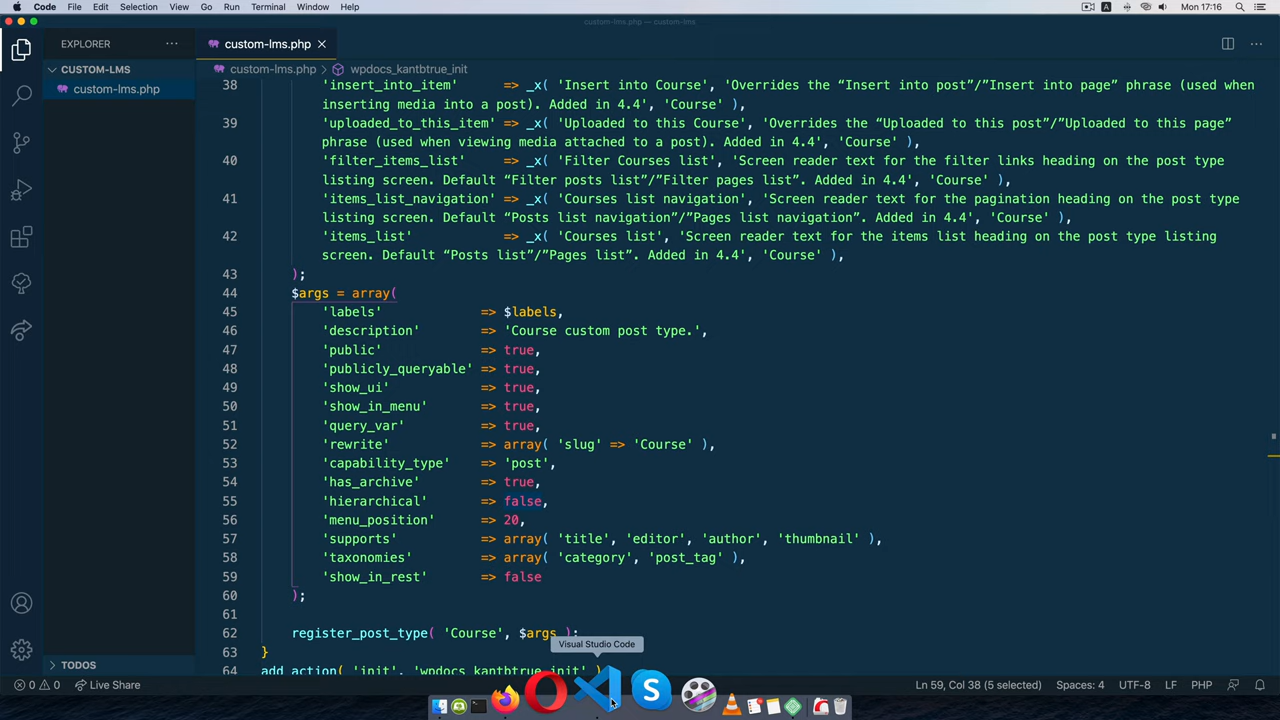 Code File Edit Selection View Go Run Terminal Window Help
Mon 17:16
custom-lms.php — custom-lms
EXPLORER
custom-lms.php
CUSTOM-LMS
custom-lms.php
custom-lms.php > wpdocs_kantbtrue_init
38 'insert_into_item' => _x( 'Insert into Course', 'Overrides the “Insert into post”/”Insert into page” phrase (used when
inserting media into a post). Added in 4.4', 'Course' ),
39 'uploaded_to_this_item' => _x( 'Uploaded to this Course', 'Overrides the “Uploaded to this post”/”Uploaded to this page”
phrase (used when viewing media attached to a post). Added in 4.4', 'Course' ),
40 'filter_items_list' => _x( 'Filter Courses list', 'Screen reader text for the filter links heading on the post type
listing screen. Default “Filter posts list”/”Filter pages list”. Added in 4.4', 'Course' ),
41 'items_list_navigation' => _x( 'Courses list navigation', 'Screen reader text for the pagination heading on the post type
listing screen. Default “Posts list navigation”/”Pages list navigation”. Added in 4.4', 'Course' ),
42 'items_list' => _x( 'Courses list', 'Screen reader text for the items list heading on the post type listing
screen. Default “Posts list”/”Pages list”. Added in 4.4', 'Course' ),
43 );
44 $args = array(
45 'labels' => $labels,
46 'description' => 'Course custom post type.',
47 'public' => true,
48 'publicly_queryable' => true,
49 'show_ui' => true,
50 'show_in_menu' => true,
51 'query_var' => true,
52 'rewrite' => array( 'slug' => 'Course' ),
53 'capability_type' => 'post',
54 'has_archive' => true,
55 'hierarchical' => false,
56 'menu_position' => 20,
57 'supports' => array( 'title', 'editor', 'author', 'thumbnail' ),
58 'taxonomies' => array( 'category', 'post_tag' ),
59 'show_in_rest' => false
60 );
61
62 register_post_type( 'Course', $args );
63 }
64 add_action( 'init', 'wpdocs_kantbtrue_init' )
Visual Studio Code
TODOS
0 0 Live Share
Ln 59, Col 38 (5 selected) Spaces: 4 UTF-8 LF PHP